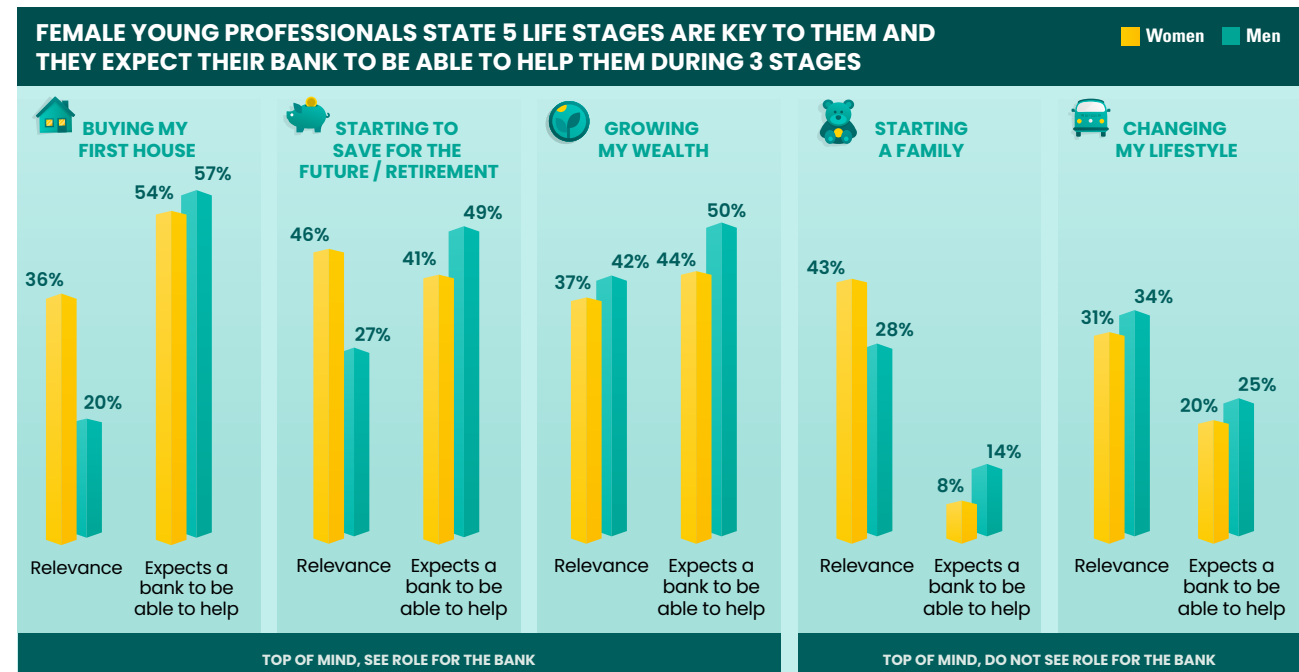 FEMALE YOUNG PROFESSIONALS STATE 5 LIFE STAGES ARE KEY TO THEM AND
THEY EXPECT THEIR BANK TO BE ABLE TO HELP THEM DURING 3 STAGES
Women
Men
BUYING MY
FIRST HOUSE
36%
20%
54%
57%
Relevance
Expects a
bank to be
able to help
STARTING TO
SAVE FOR THE
FUTURE / RETIREMENT
46%
27%
41%
49%
Relevance
Expects a
bank to be
able to help
GROWING
MY WEALTH
37%
42%
44%
50%
Relevance
Expects a
bank to be
able to help
STARTING
A FAMILY
43%
28%
8%
14%
Relevance
Expects a
bank to be
able to help
CHANGING
MY LIFESTYLE
31%
34%
20%
25%
Relevance
Expects a
bank to be
able to help
TOP OF MIND, SEE ROLE FOR THE BANK
TOP OF MIND, DO NOT SEE ROLE FOR THE BANK